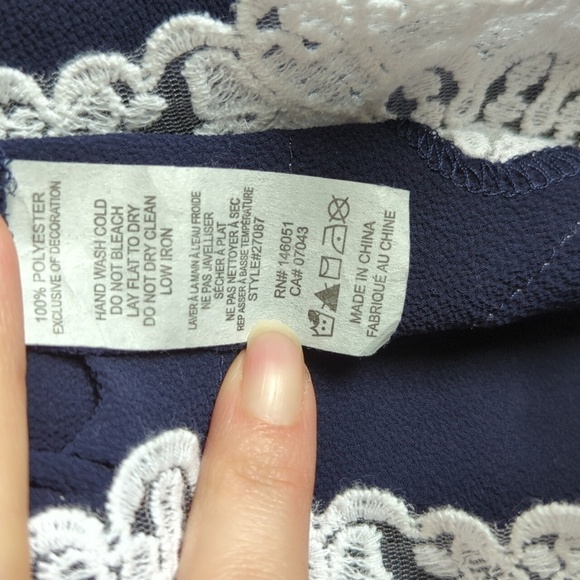 100% POLYESTER
EXCLUSIVE OF DECORATION
HAND WASH COLD
DO NOT BLEACH
LAY FLAT TO DRY
DO NOT DRY CLEAN
LOW IRON
LAVER À LA MAIN À L'EAU FROIDE
NE PAS JAVELLISER
SÉCHER À PLAT
NE PAS NETTOYER À SEC
REPASSER À BASSE TEMPÉRATURE
STYLE#27087
RN# 146051
CA# 07043
MADE IN CHINA
FABRIQUÉ AU CHINE